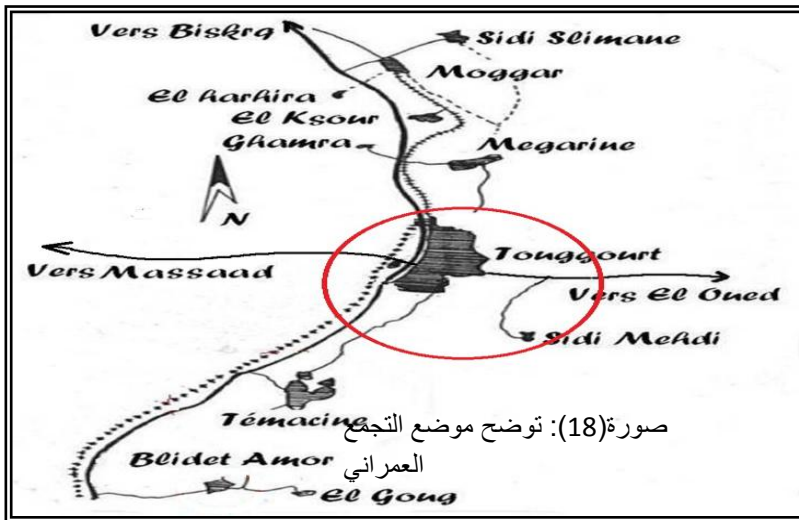 Vers Biskrq
Sidi Slimane
Moggar
El harhira
El Ksour
Ghamra
Megarine
N
Touggourt
Vers Massaad
Vers El Oued
Sidi Mehdi
Témacine
صورة(18): توضح موضع التجمع
العمراني
Blidet Amor
El Goug